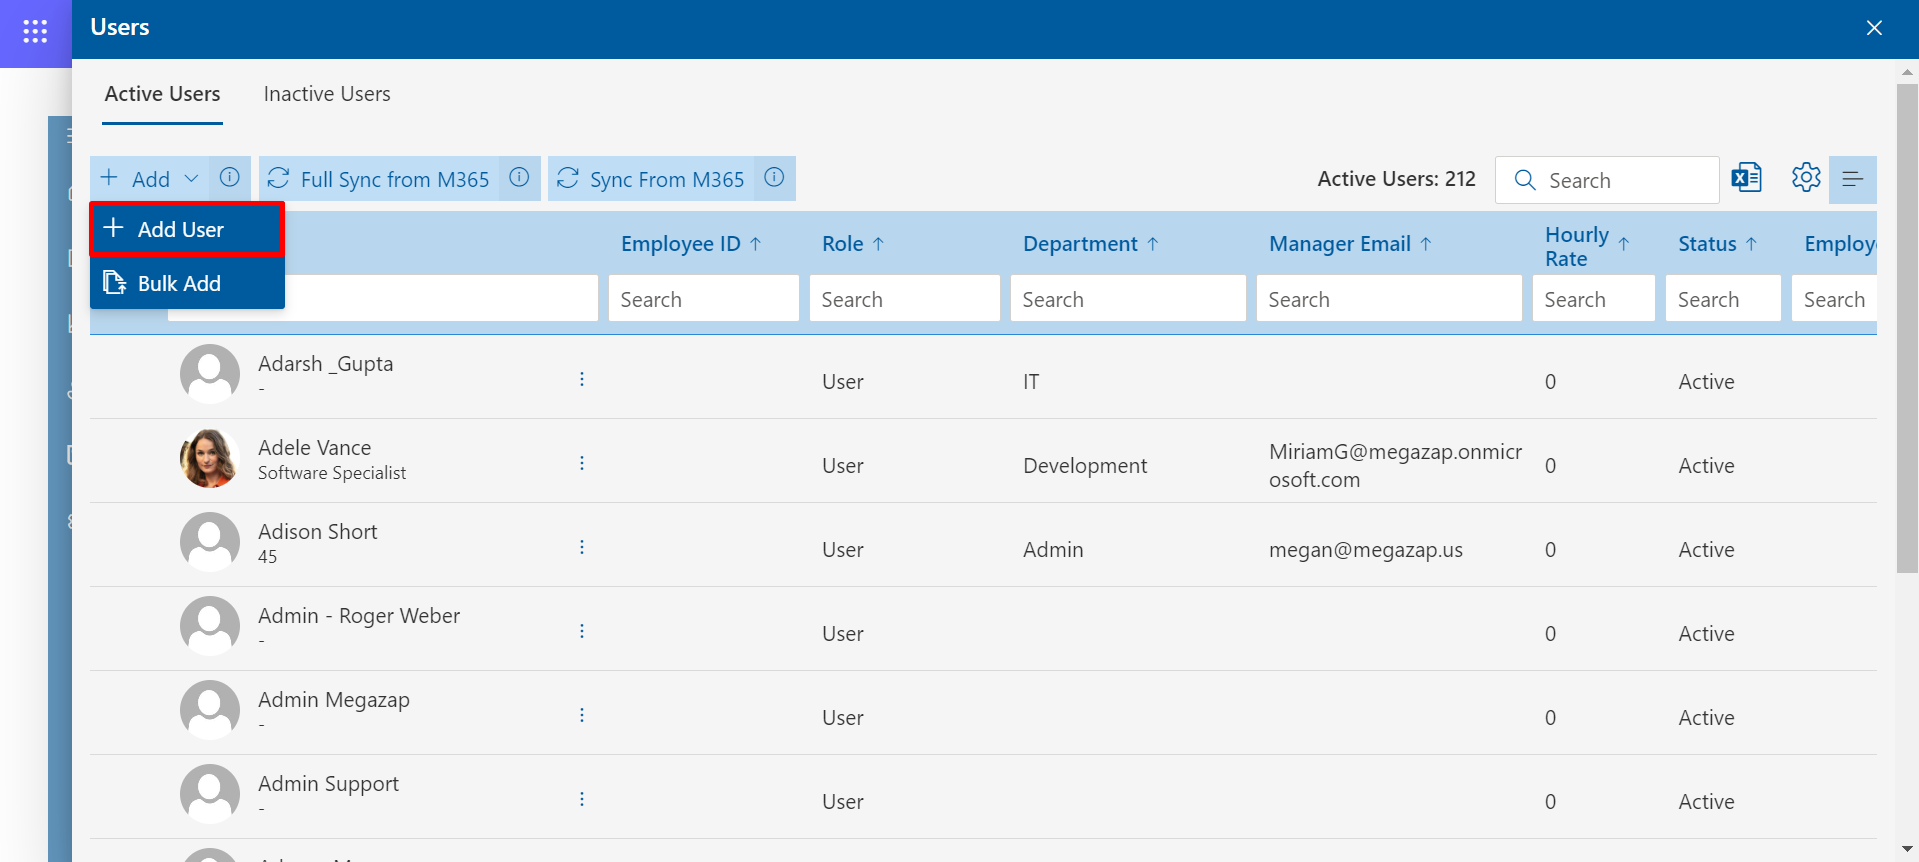 Users
Active Users Inactive Users
Add Full Sync from M365 Sync From M365 Active Users: 212 Search
Add User
Bulk Add
Employee ID Role Department Manager Email Hourly Rate Status Employ
Search Search Search Search Search Search Search
Adarsh _Gupta
-
User IT 0 Active
Adele Vance
Software Specialist
User Development MiriamG@megazap.onmicr
osoft.com
0 Active
Adison Short
45
User Admin megan@megazap.us 0 Active
Admin - Roger Weber
-
User 0 Active
Admin Megazap
-
User 0 Active
Admin Support
-
User 0 Active